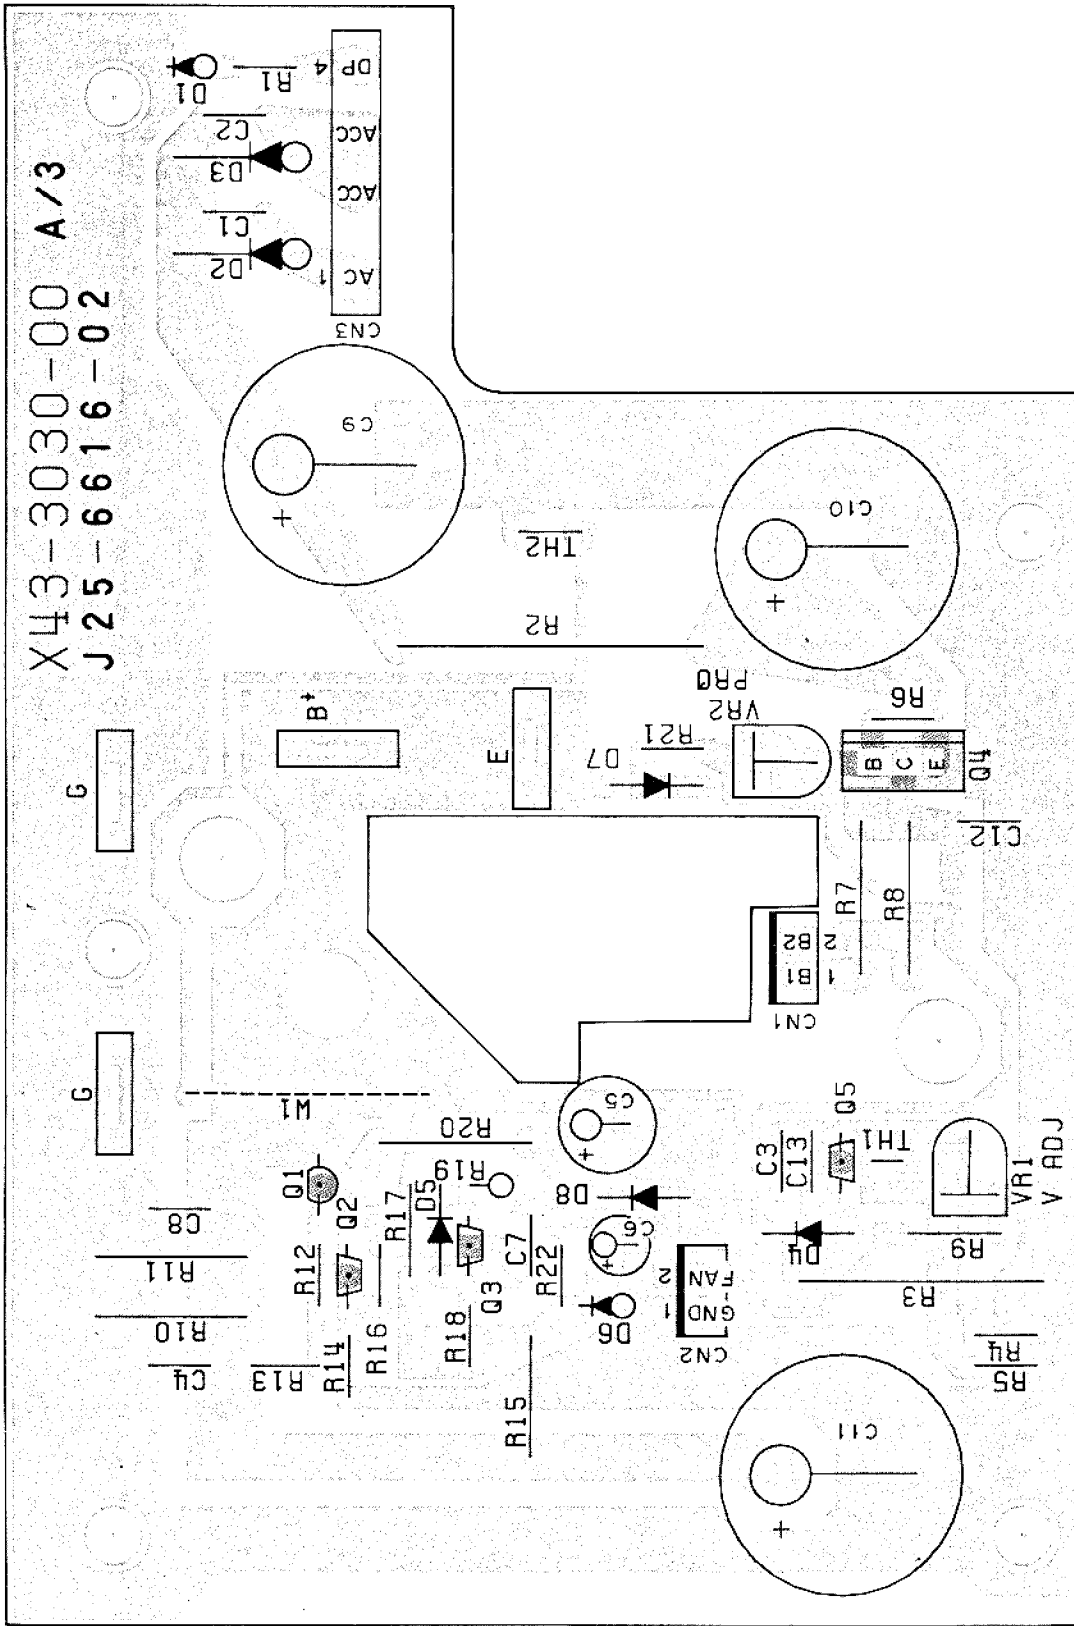 X43-3030-00 A/3
J25-6616-02
D1
R1
4
DP
C2
ACC
D3
ACC
C1
D2
1
AC
CN3
C9
+
C10
+
TH2
R2
PRO
VR2
R6
G
B+
E
D7
R21
B
C
E
Q4
C12
R7
R8
2 B2
1 B1
CN1
G
W1
R20
C5
+
Q1
Q2
R17
D5
R19
D8
C3
C13
Q5
TH1
VR1
V ADJ
C8
R11
R12
R10
C4
R13
R14
R16
Q3
R18
C7
R22
C6
+
D6
2 FAN
1 GND
CN2
D4
R9
R3
R4
R5
R15
C11
+